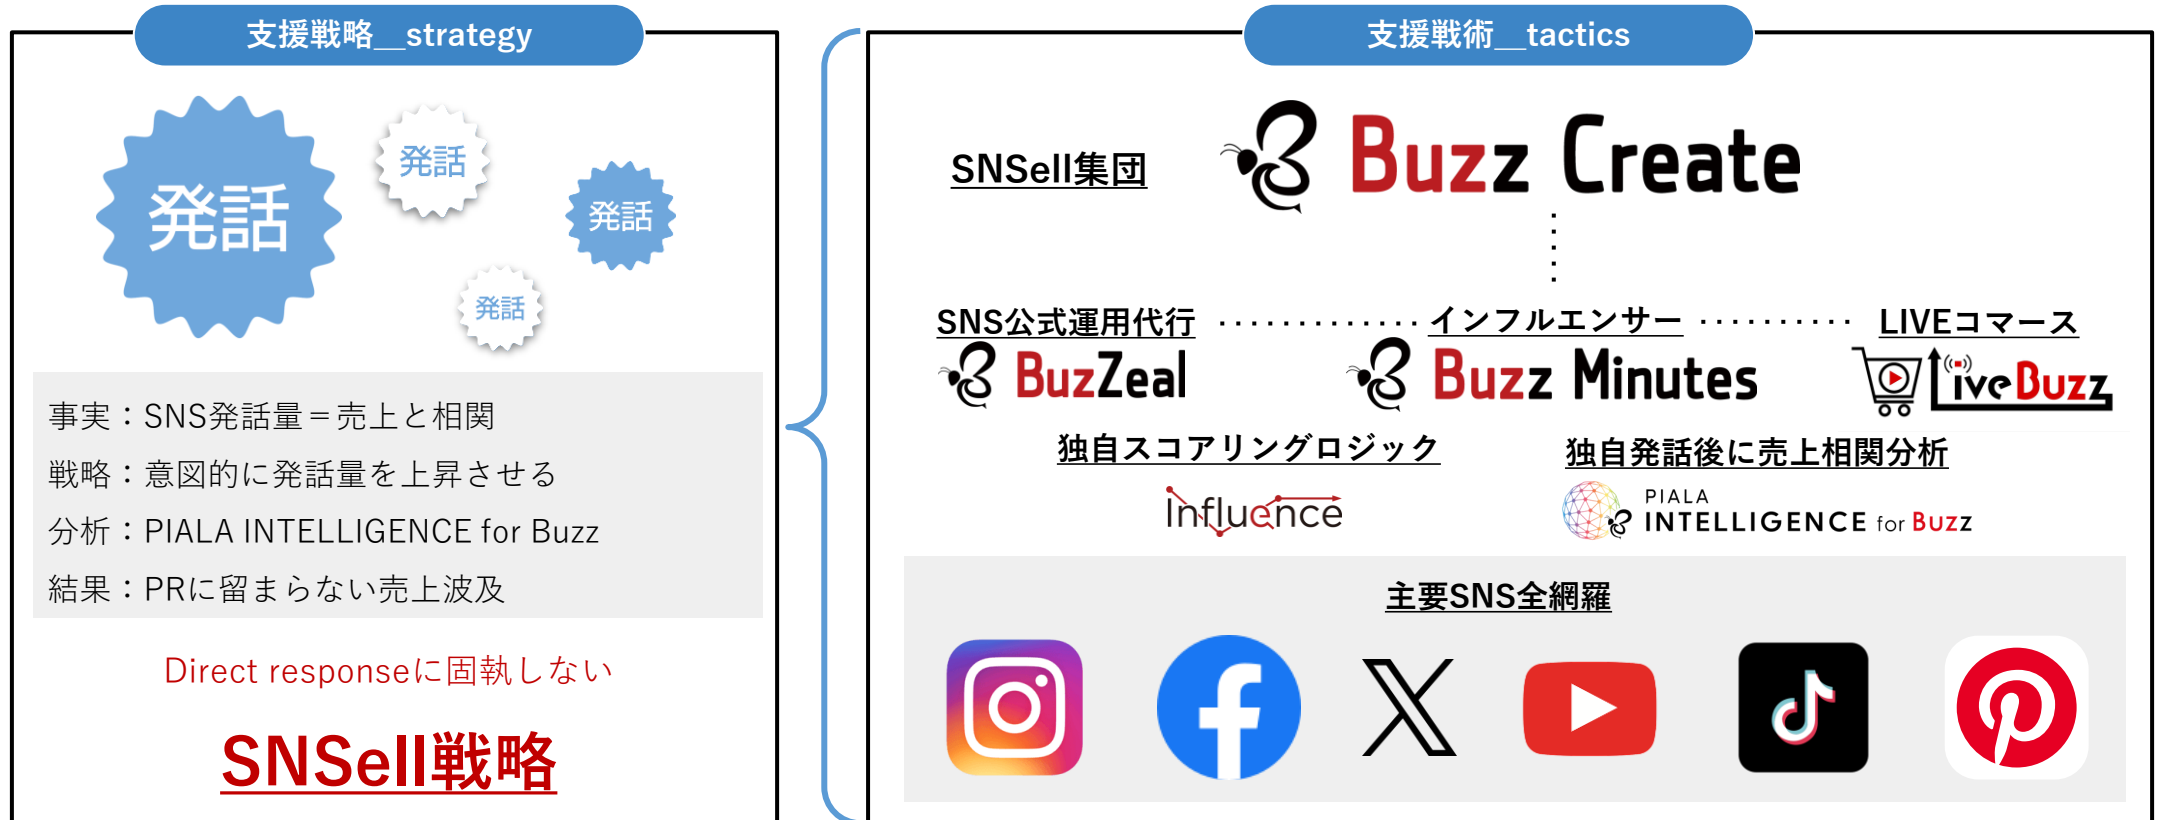 支援戦略__strategy
発話
発話
発話
発話
事実：SNS発話量＝売上と相関
戦略：意図的に発話量を上昇させる
分析：PIALA INTELLIGENCE for Buzz
結果：PRに留まらない売上波及
Direct responseに固執しない
SNSell戦略
支援戦術__tactics
SNSell集団
Buzz Create
SNS公式運用代行
インフルエンサー
LIVEコマース
BuzZeal
Buzz Minutes
Live Buzz
独自スコアリングロジック
独自発話後に売上相関分析
Influence
PIALA
INTELLIGENCE for Buzz
主要SNS全網羅